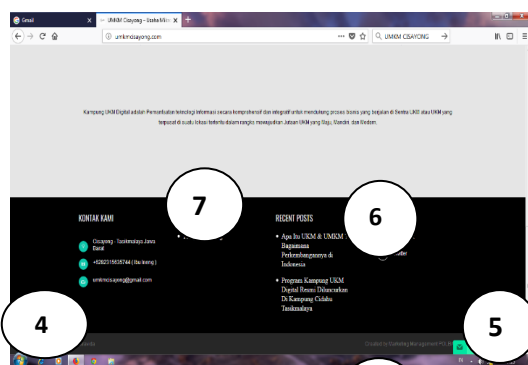 Gmail
UMKM Cisayong - Usaha Mikr
umkmcisayong.com
UMKM CISAYONG
Kampung UKM Digital adalah Pemanfaatan teknologi informasi secara komprehensif dan integratif untuk mendukung proses bisnis yang berjalan di Sentra UKM atau UKM yang
terpusat di suatu lokasi tertentu dalam rangka mewujudkan Jutaan UKM yang Maju, Mandiri, dan Modern.
7
6
KONTAK KAMI
RECENT POSTS
Cisayong - Tasikmalaya Jawa
Barat
umkmcisayong@gmail.com
Apa Itu UKM & UMKM
Bagaimana
Perkembangannya di
Indonesia
Program Kampung UKM
Digital Resmi Diluncurkan
Di Kampung Cidahu
Tasikmalaya
4
5